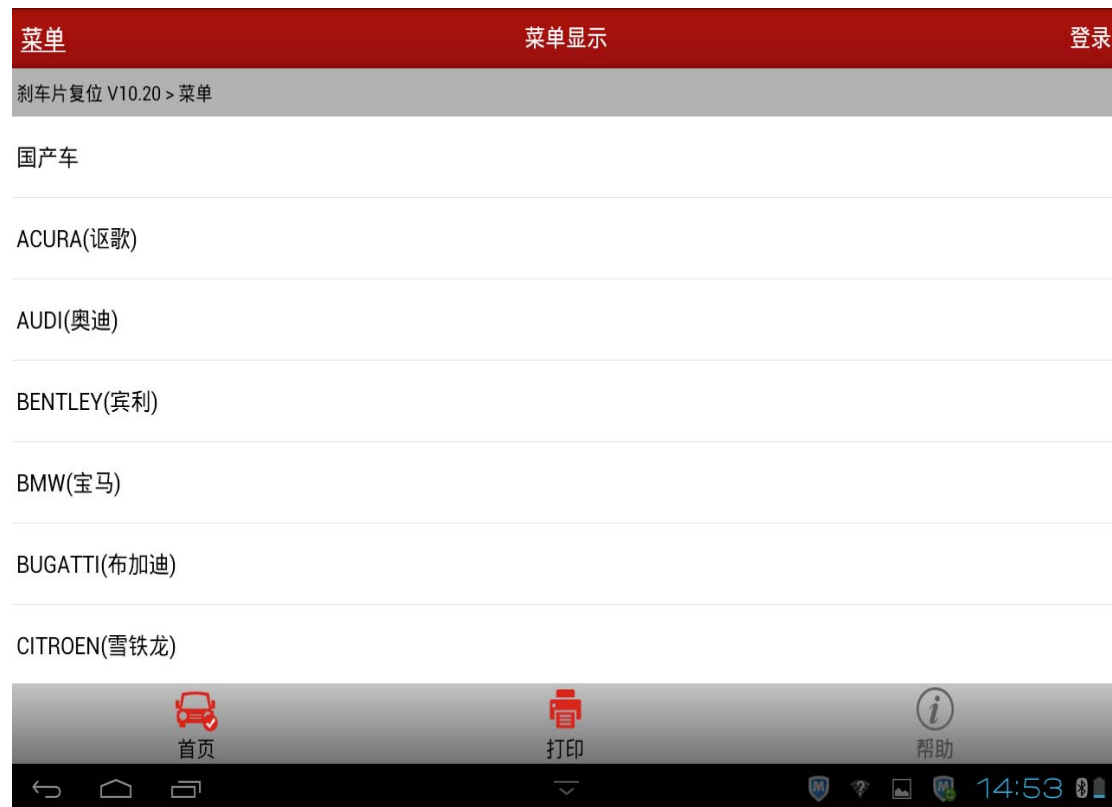 菜单 菜单显示 登录
刹车片复位 V10.20 > 菜单
国产车
ACURA(讴歌)
AUDI(奥迪)
BENTLEY(宾利)
BMW(宝马)
BUGATTI(布加迪)
CITROEN(雪铁龙)
首页 打印 帮助
14:53